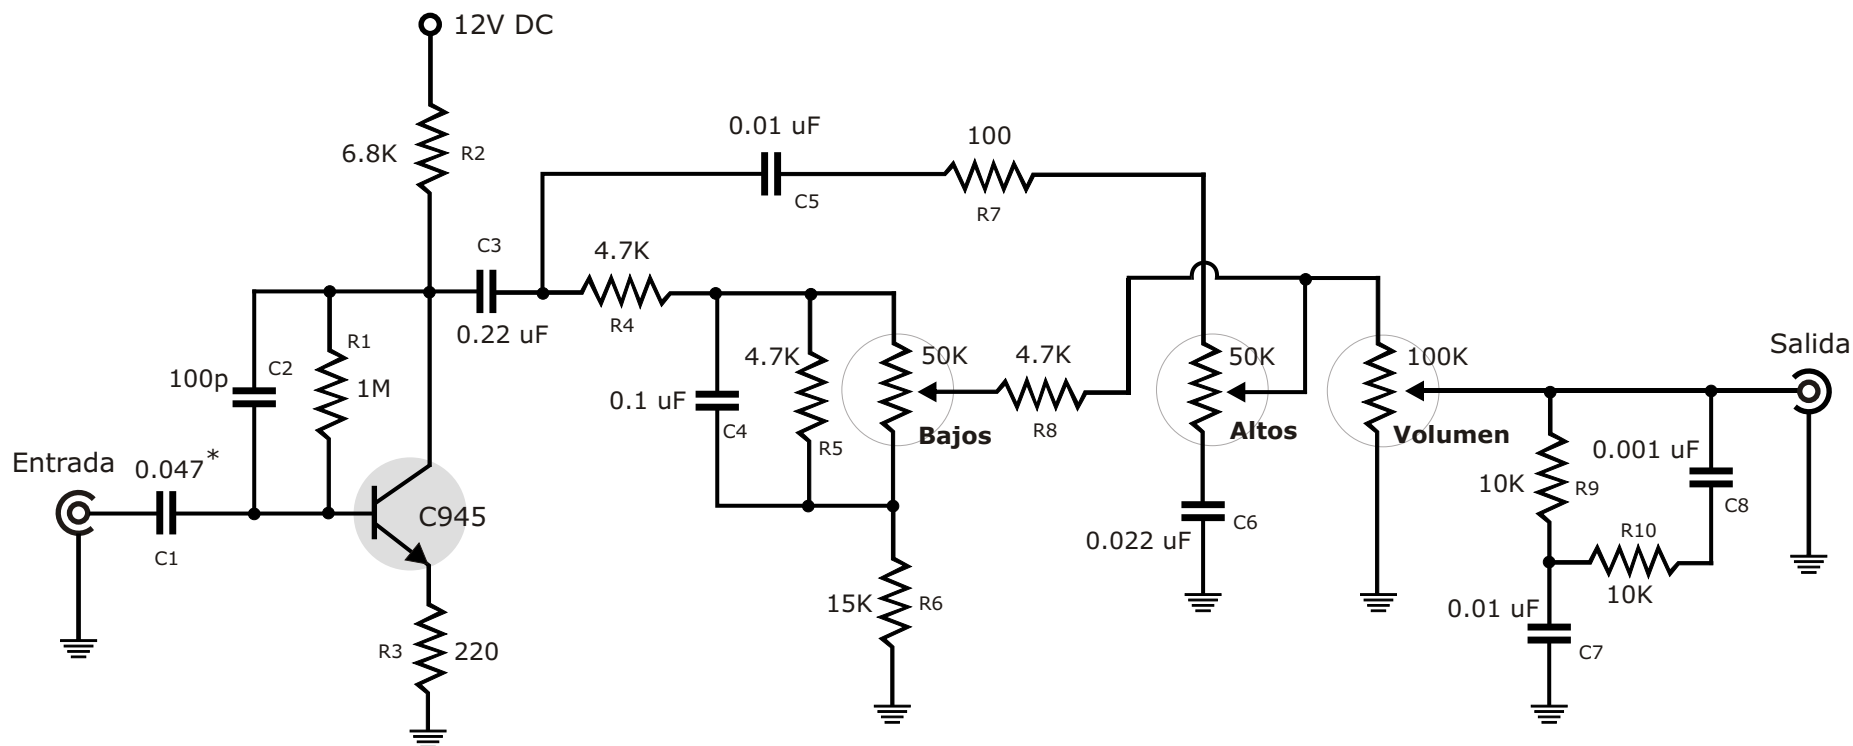 12V DC
6.8K
R2
0.01 uF
C5
100
R7
C3
0.22 uF
4.7K
R4
100p
C2
R1
1M
4.7K
R5
0.1 uF
C4
50K
Bajos
4.7K
R8
50K
Altos
100K
Volumen
Salida
Entrada
0.047*
C1
C945
R3
220
15K
R6
0.022 uF
C6
10K
R9
0.001 uF
C8
R10
10K
0.01 uF
C7